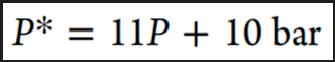 P* = 11P + 10 bar